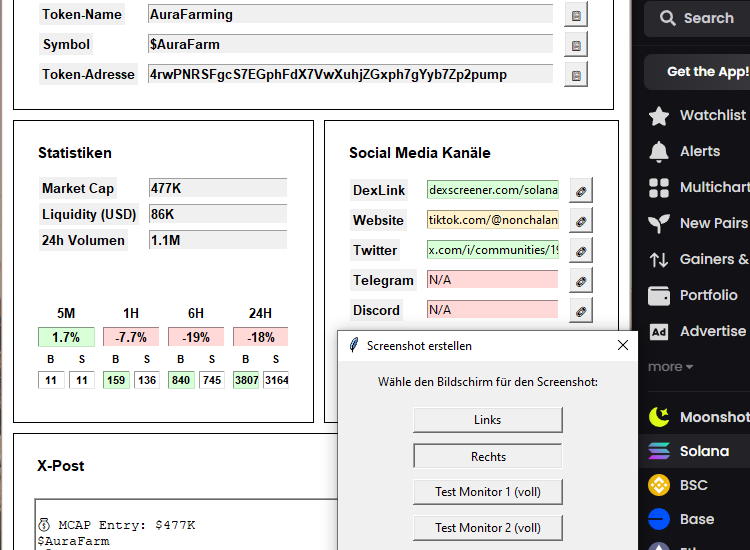 Token-Name AuraFarming
Symbol $AuraFarm
Token-Adresse 4rwPNRSFgcS7EGphFdX7VwXuhjZGxph7gYyb7Zp2pump
Statistiken
Market Cap 477K
Liquidity (USD) 86K
24h Volumen 1.1M
5M 1H 6H 24H
1.7% -7.7% -19% -18%
B S B S B S B S
11 11 159 136 840 745 3807 3164
Social Media Kanäle
DexLink dexscreener.com/solana
Website tiktok.com/@nonchalan
Twitter x.com/i/communities/19
Telegram N/A
Discord N/A
X-Post
MCAP Entry: $477K
$AuraFarm
Screenshot erstellen
Wähle den Bildschirm für den Screenshot:
Links
Rechts
Test Monitor 1 (voll)
Test Monitor 2 (voll)
Search
Get the App!
Watchlist
Alerts
Multichart
New Pairs
Gainers &
Portfolio
Ad Advertise
more
Moonshot
Solana
BSC
Base